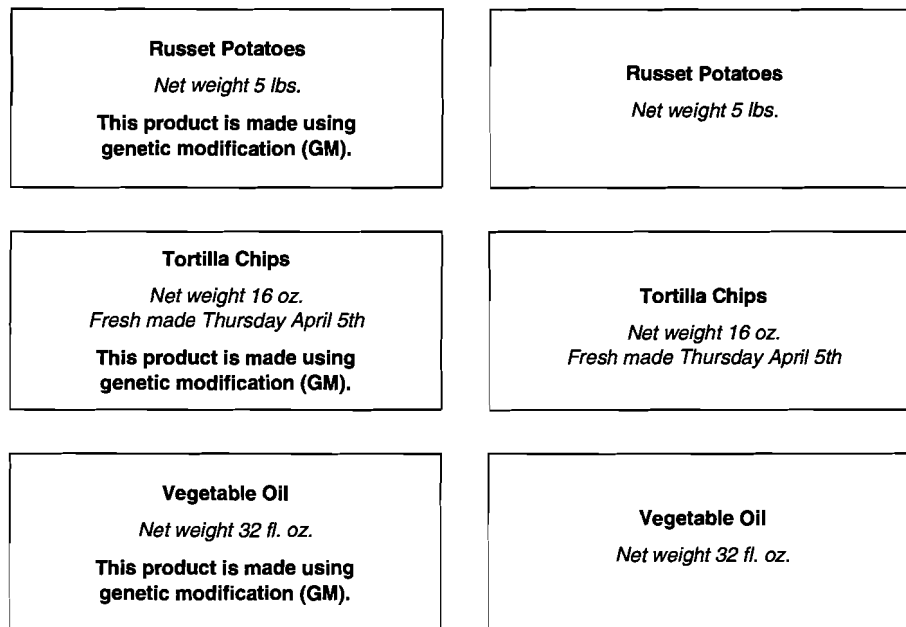 Russet Potatoes
Net weight 5 lbs.
This product is made using
genetic modification (GM).
Russet Potatoes
Net weight 5 lbs.
Tortilla Chips
Net weight 16 oz.
Fresh made Thursday April 5th
This product is made using
genetic modification (GM).
Tortilla Chips
Net weight 16 oz.
Fresh made Thursday April 5th
Vegetable Oil
Net weight 32 fl. oz.
This product is made using
genetic modification (GM).
Vegetable Oil
Net weight 32 fl. oz.